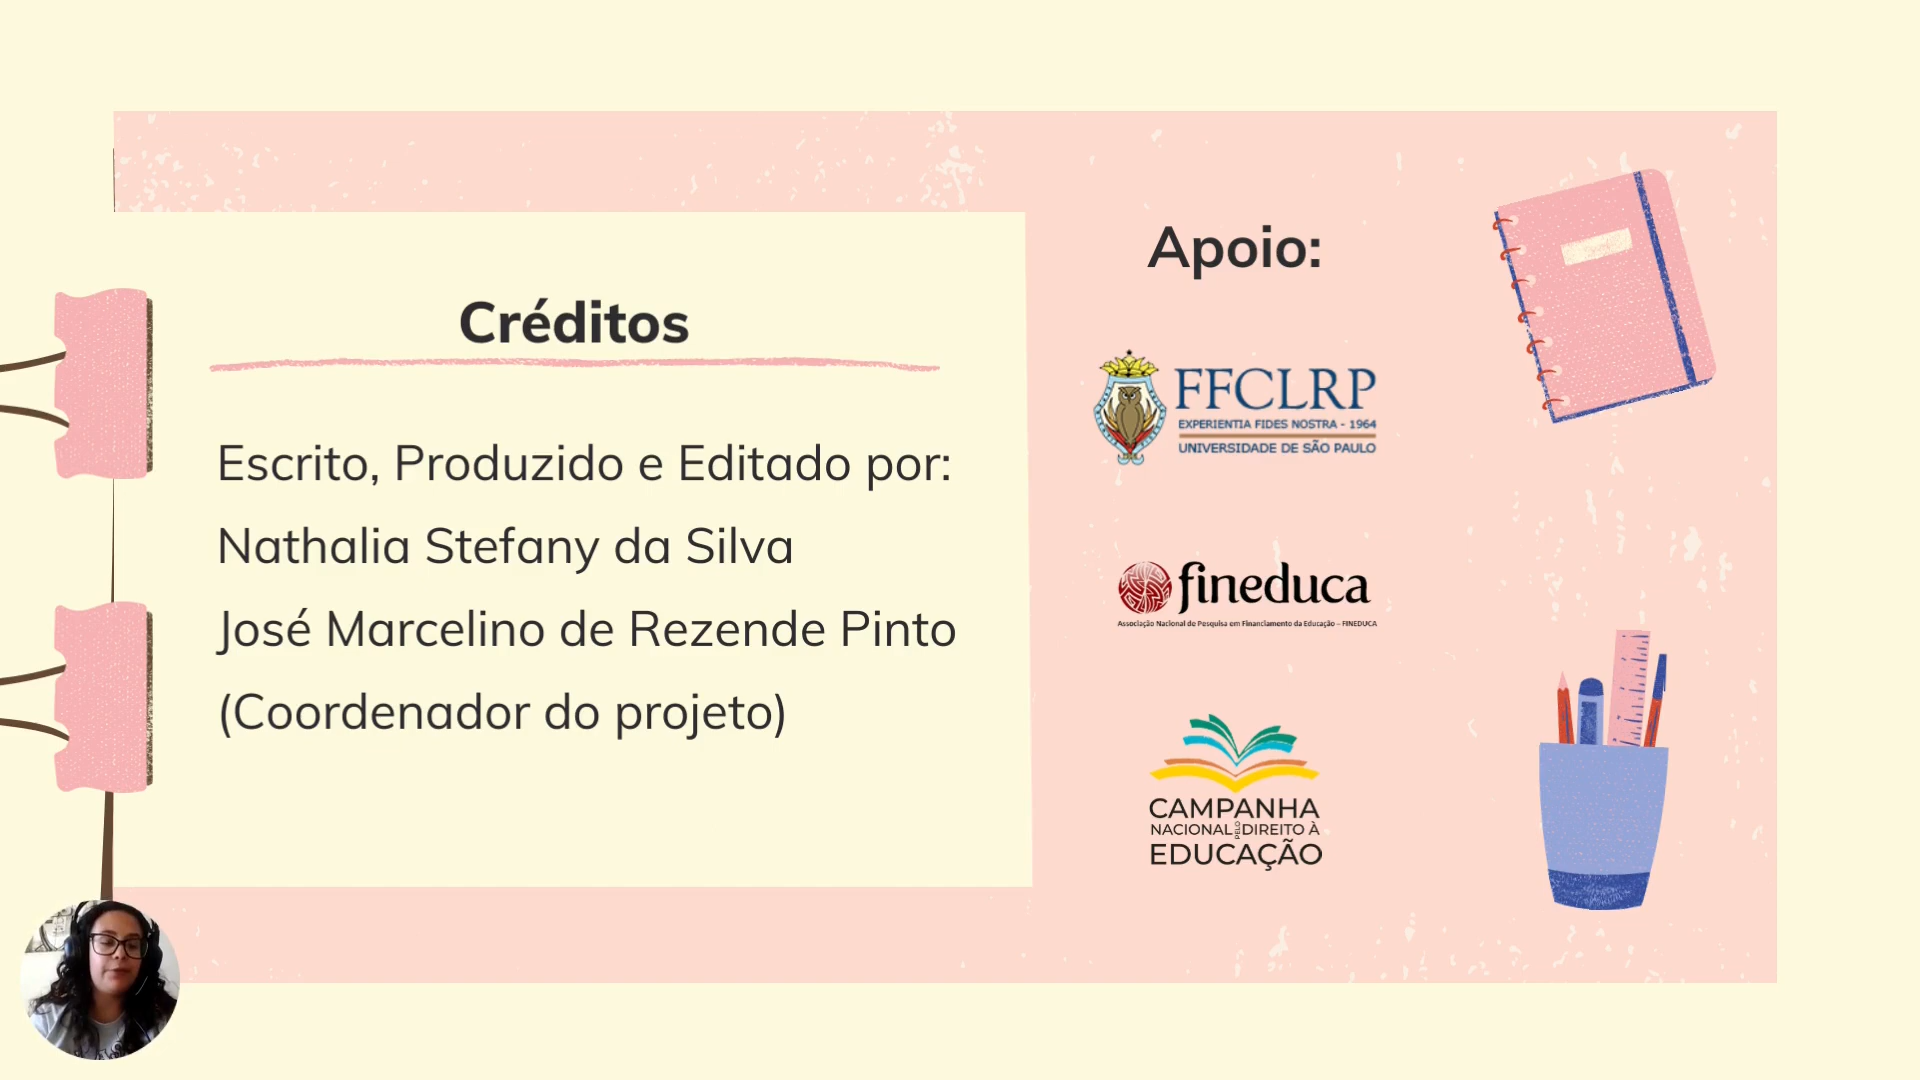 Créditos
Escrito, Produzido e Editado por:
Nathalia Stefany da Silva
José Marcelino de Rezende Pinto
(Coordenador do projeto)
Apoio:
FFCLRP
EXPERIENTIA FIDES NOSTRA - 1964
UNIVERSIDADE DE SÃO PAULO
fineduca
Associação Nacional de Pesquisa em Financiamento da Educação – FINEDUCA
CAMPANHA
NACIONAL PELO DIREITO À
EDUCAÇÃO